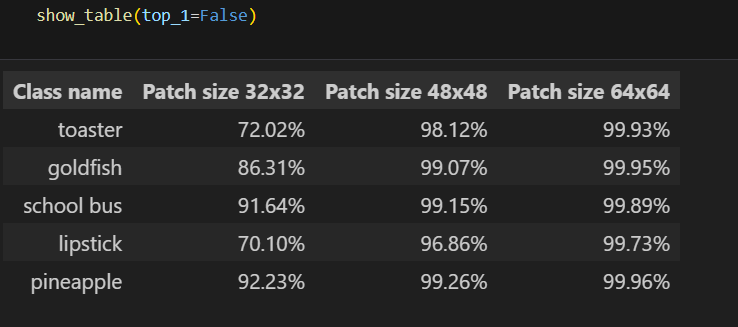 show_table(top_1=False)
Class name Patch size 32x32 Patch size 48x48 Patch size 64x64
toaster 72.02% 98.12% 99.93%
goldfish 86.31% 99.07% 99.95%
school bus 91.64% 99.15% 99.89%
lipstick 70.10% 96.86% 99.73%
pineapple 92.23% 99.26% 99.96%